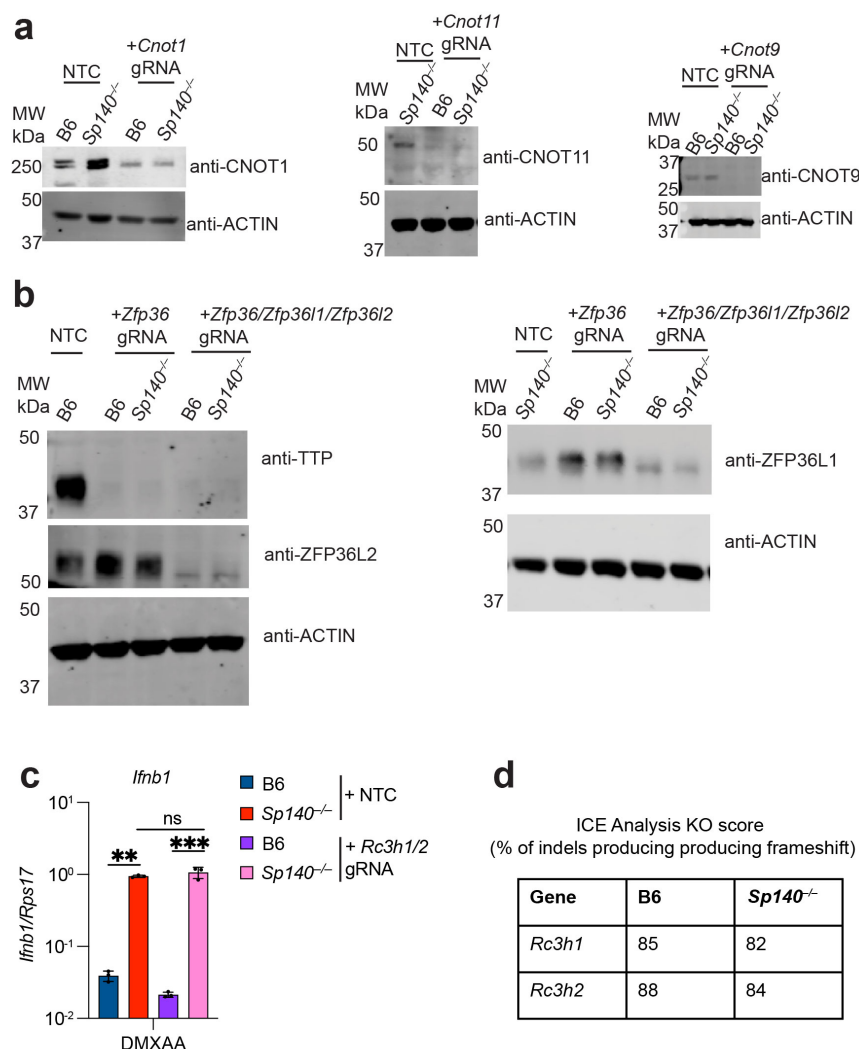 a
+Cnot1
NTC gRNA
MW
kDa
B6
Sp140–/–
B6
Sp140–/–
250
anti-CNOT1
50
anti-ACTIN
37
+Cnot11
NTC gRNA
MW
kDa
Sp140–/–
B6
Sp140–/–
50
anti-CNOT11
50
anti-ACTIN
37
+Cnot9
NTC gRNA
MW
kDa
B6
Sp140–/–
B6
Sp140–/–
37
anti-CNOT9
25
50
anti-ACTIN
37
b
+Zfp36 +Zfp36/Zfp36l1/Zfp36l2
NTC gRNA gRNA
MW
kDa
B6
B6
Sp140–/–
B6
Sp140–/–
50
anti-TTP
37
anti-ZFP36L2
50
50
anti-ACTIN
37
+Zfp36 +Zfp36/Zfp36l1/Zfp36l2
NTC gRNA gRNA
MW
kDa
Sp140–/–
B6
Sp140–/–
B6
Sp140–/–
50
anti-ZFP36L1
37
50
anti-ACTIN
37
c
Ifnb1
Ifnb1/Rps17
101
100
10-1
10-2
ns
** ***
DMXAA
B6
Sp140–/–
+ NTC
B6
Sp140–/–
+ Rc3h1/2
gRNA
d
ICE Analysis KO score
(% of indels producing producing frameshift)
Gene B6 Sp140–/–
Rc3h1 85 82
Rc3h2 88 84